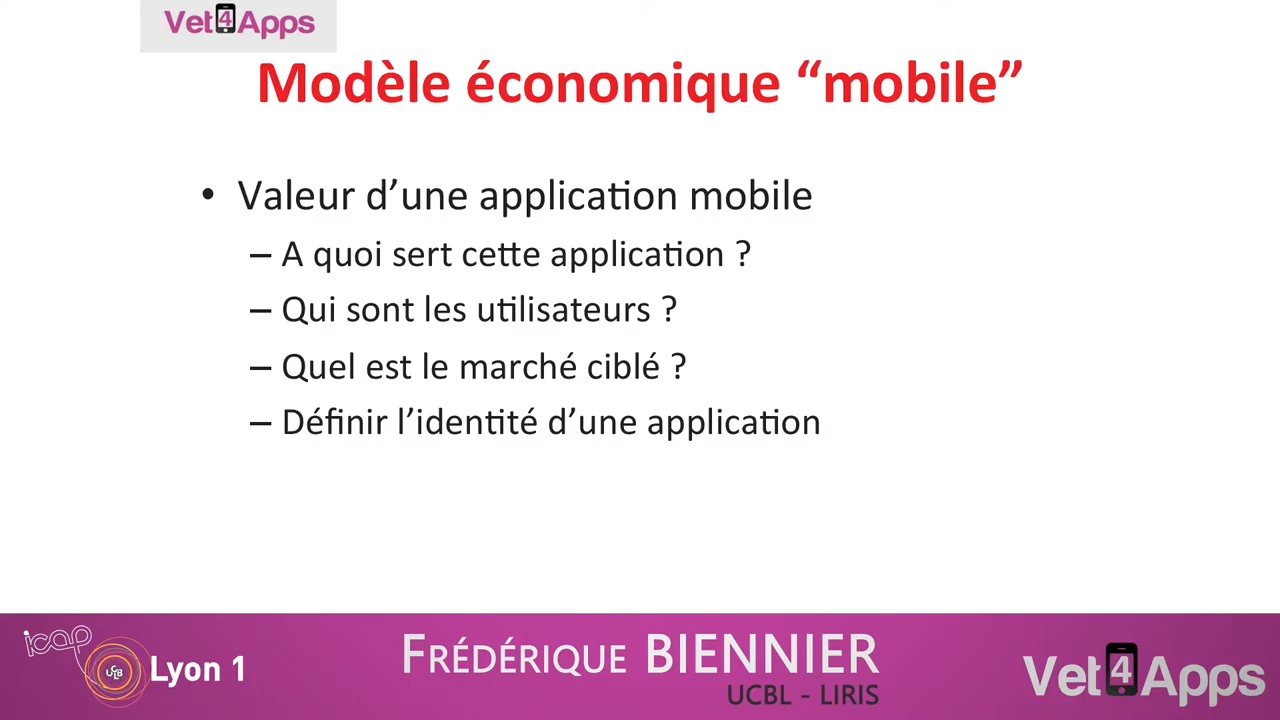 Vet4Apps
Modèle économique “mobile”
• Valeur d’une application mobile
– A quoi sert cette application ?
– Qui sont les utilisateurs ?
– Quel est le marché ciblé ?
– Définir l’identité d’une application
icap
UCBL
Lyon 1
FRÉDÉRIQUE BIENNIER
UCBL - LIRIS
Vet4Apps